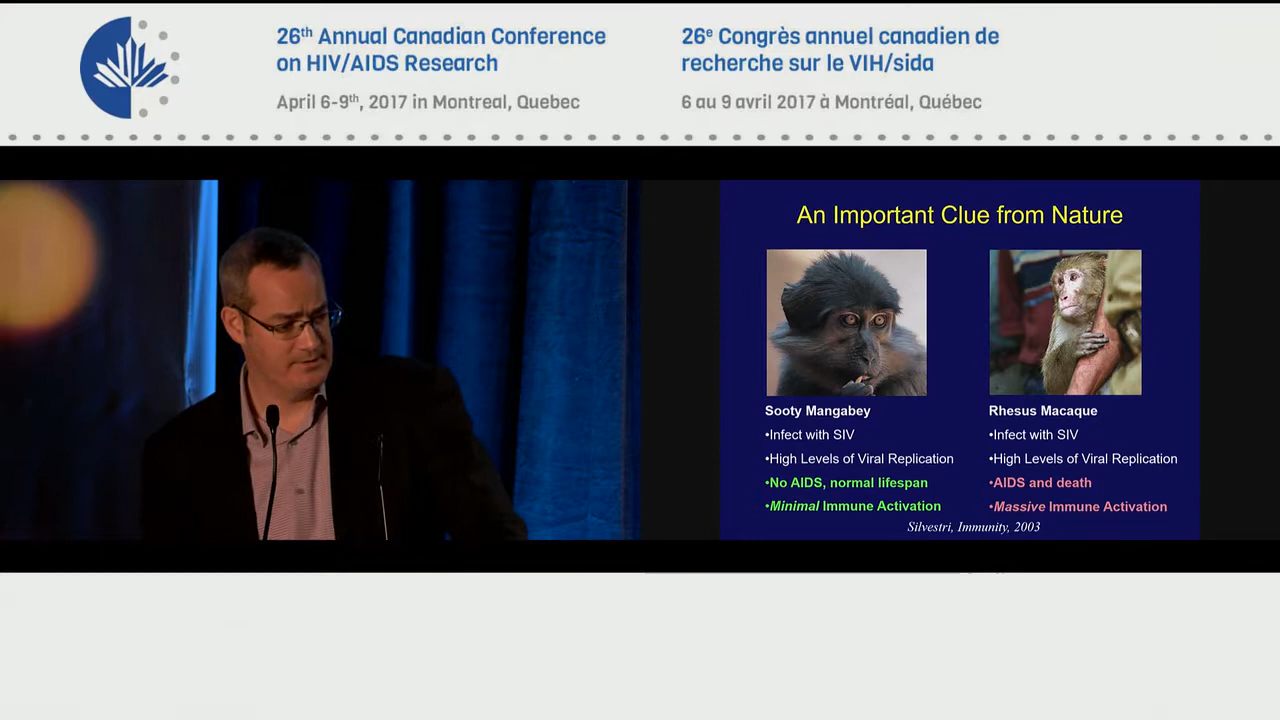 26th Annual Canadian Conference
on HIV/AIDS Research
April 6-9th, 2017 in Montreal, Quebec
26e Congrès annuel canadien de
recherche sur le VIH/sida
6 au 9 avril 2017 à Montréal, Québec
An Important Clue from Nature
Sooty Mangabey
•Infect with SIV
•High Levels of Viral Replication
•No AIDS, normal lifespan
•Minimal Immune Activation
Rhesus Macaque
•Infect with SIV
•High Levels of Viral Replication
•AIDS and death
•Massive Immune Activation
Silvestri, Immunity, 2003